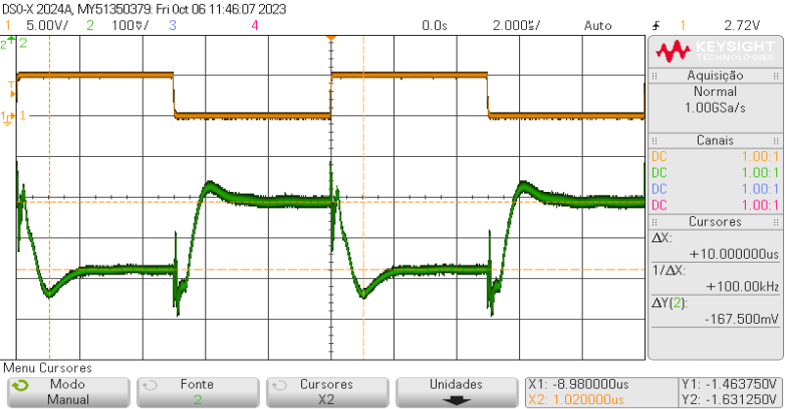 DSO-X 2024A, MY51350379: Fri Oct 06 11:46:07 2023
1 5.00V/ 2 100mV/ 3 4 0.0s 2.000us/ Auto 1 2.72V
2 2
T
1 1
KEYSIGHT
TECHNOLOGIES
Aquisição
Normal
1.00GSa/s
Canais
DC 1.00:1
DC 1.00:1
DC 1.00:1
DC 1.00:1
Cursores
ΔX:
+10.000000us
1/ΔX:
+100.00kHz
ΔY(2):
-167.500mV
Menu Cursores
Modo
Manual
Fonte
2
Cursores
X2
Unidades
X1: -8.980000us
X2: 1.020000us
Y1: -1.463750V
Y2: -1.631250V